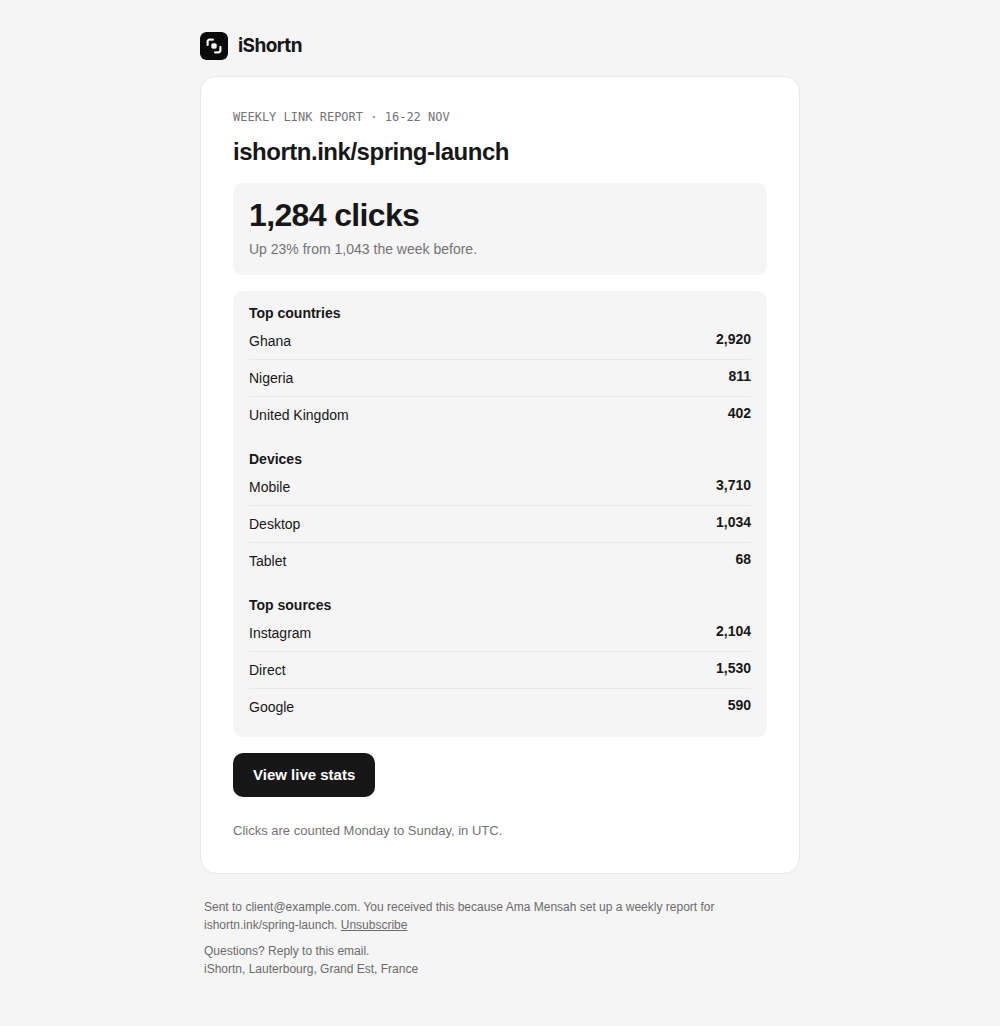 iShortn
WEEKLY LINK REPORT · 16-22 NOV
ishortn.ink/spring-launch
1,284 clicks
Up 23% from 1,043 the week before.
Top countries
Ghana 2,920
Nigeria 811
United Kingdom 402
Devices
Mobile 3,710
Desktop 1,034
Tablet 68
Top sources
Instagram 2,104
Direct 1,530
Google 590
View live stats
Clicks are counted Monday to Sunday, in UTC.
Sent to client@example.com. You received this because Ama Mensah set up a weekly report for
ishortn.ink/spring-launch. Unsubscribe
Questions? Reply to this email.
iShortn, Lauterbourg, Grand Est, France